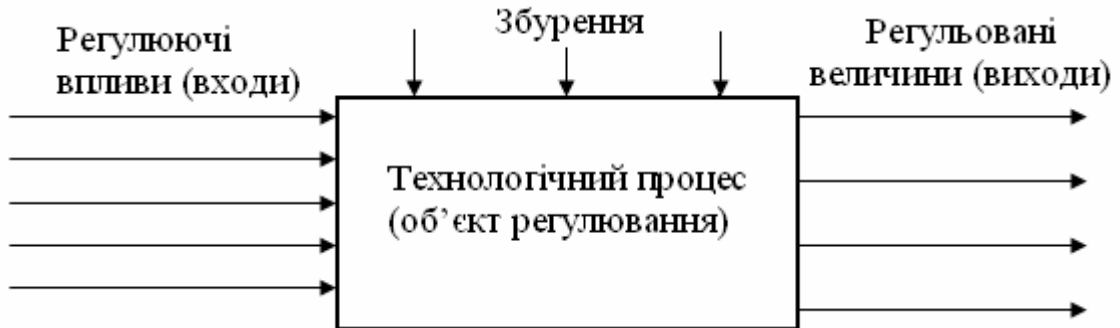 Збурення
Регулюючі
впливи (входи)
Регульовані
величини (виходи)
Технологічний процес
(об’єкт регулювання)